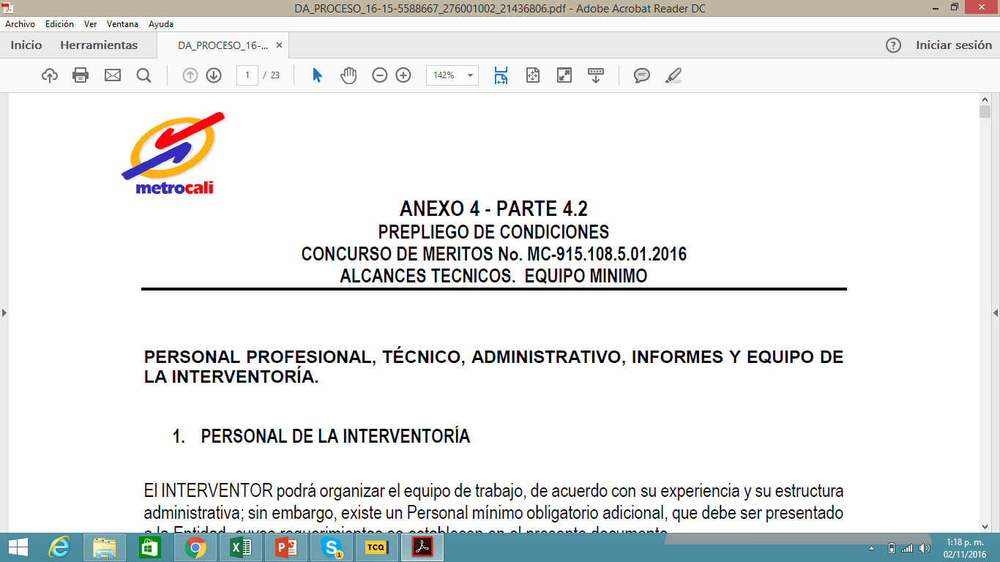 DA_PROCESO_16-15-5588667_276001002_21436806.pdf - Adobe Acrobat Reader DC
Archivo Edición Ver Ventana Ayuda
Inicio Herramientas DA_PROCESO_16-... × ? Iniciar sesión
1 / 23 142%
metrocali
ANEXO 4 - PARTE 4.2
PREPLIEGO DE CONDICIONES
CONCURSO DE MERITOS No. MC-915.108.5.01.2016
ALCANCES TECNICOS. EQUIPO MINIMO
PERSONAL PROFESIONAL, TÉCNICO, ADMINISTRATIVO, INFORMES Y EQUIPO DE
LA INTERVENTORÍA.
1. PERSONAL DE LA INTERVENTORÍA
El INTERVENTOR podrá organizar el equipo de trabajo, de acuerdo con su experiencia y su estructura
administrativa; sin embargo, existe un Personal mínimo obligatorio adicional, que debe ser presentado
a la Entidad, cuyos requerimientos se establecen en el presente documento.
TCQ
1
1:18 p. m.
02/11/2016